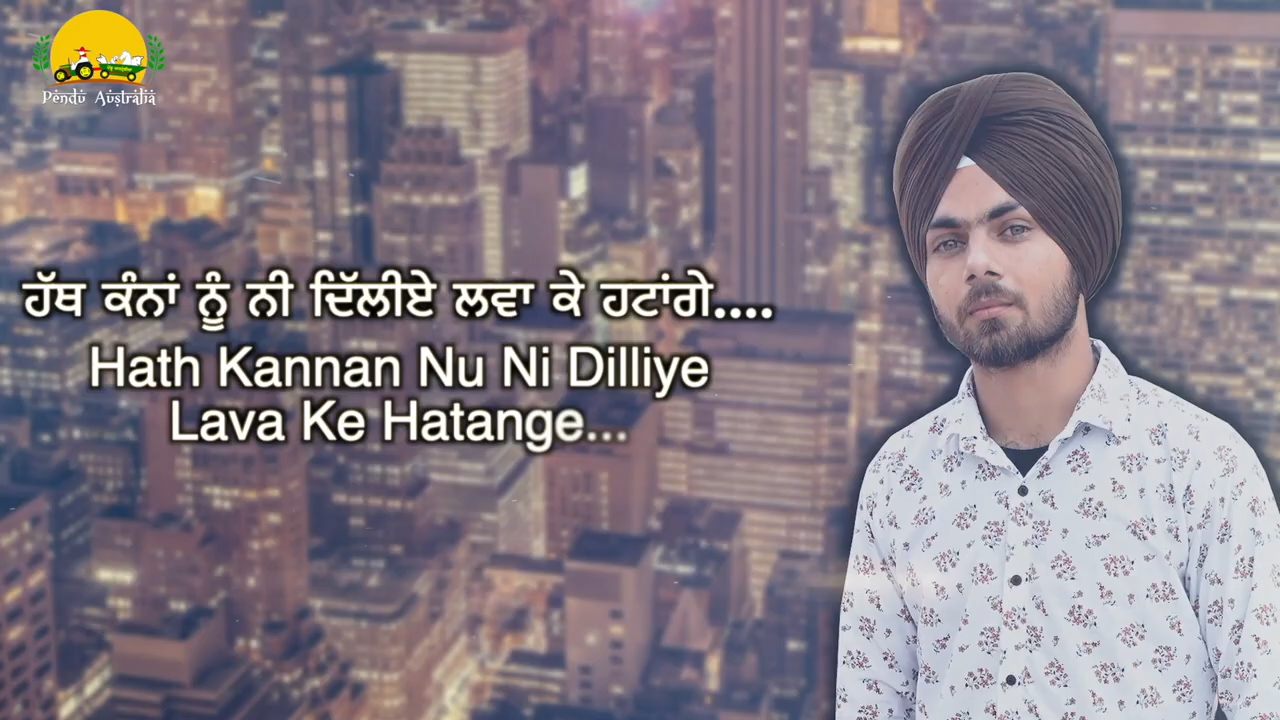 Pendu Australia
ਹੱਥ ਕੰਨਾਂ ਨੂੰ ਨੀ ਦਿੱਲੀਏ ਲਵਾ ਕੇ ਹਟਾਂਗੇ....
Hath Kannan Nu Ni Dilliye
Lava Ke Hatange...